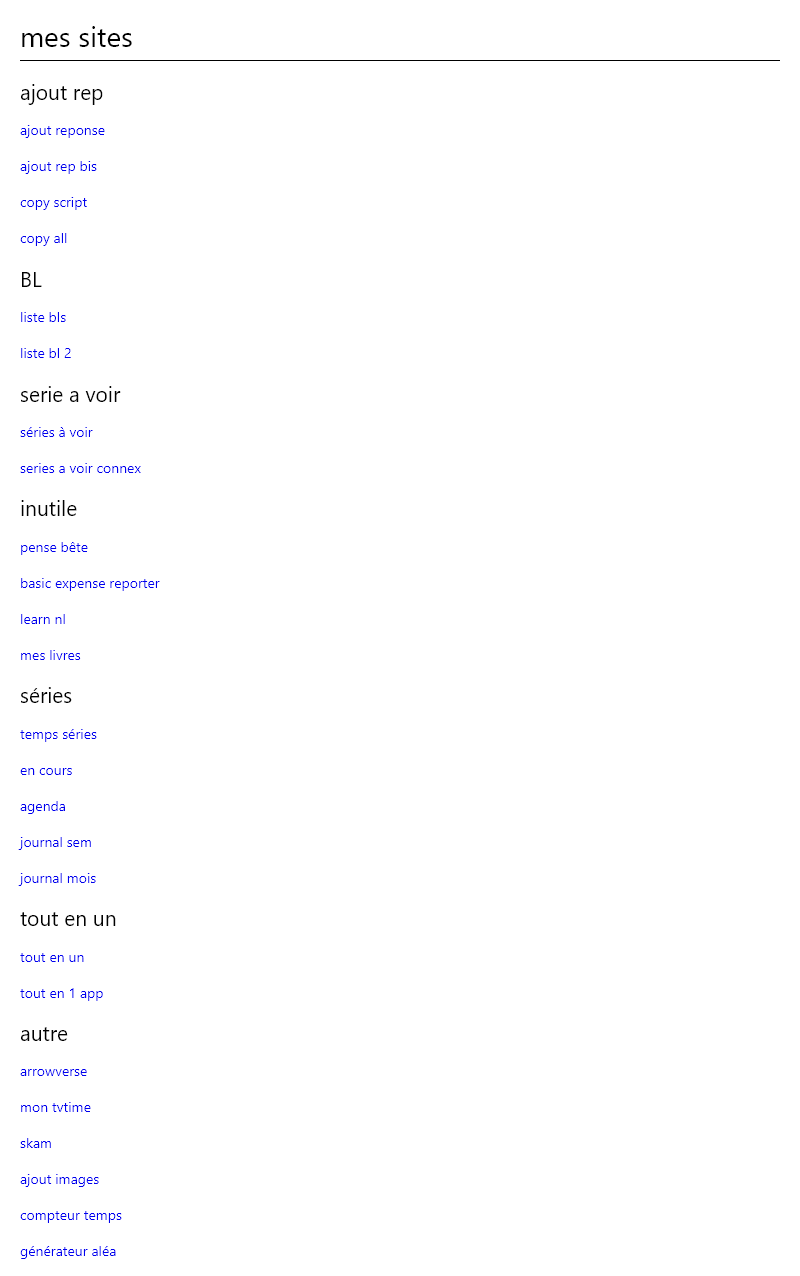 mes sites
ajout rep
ajout reponse
ajout rep bis
copy script
copy all
BL
liste bls
liste bl 2
serie a voir
séries à voir
series a voir connex
inutile
pense bête
basic expense reporter
learn nl
mes livres
séries
temps séries
en cours
agenda
journal sem
journal mois
tout en un
tout en un
tout en 1 app
autre
arrowverse
mon tvtime
skam
ajout images
compteur temps
générateur aléa